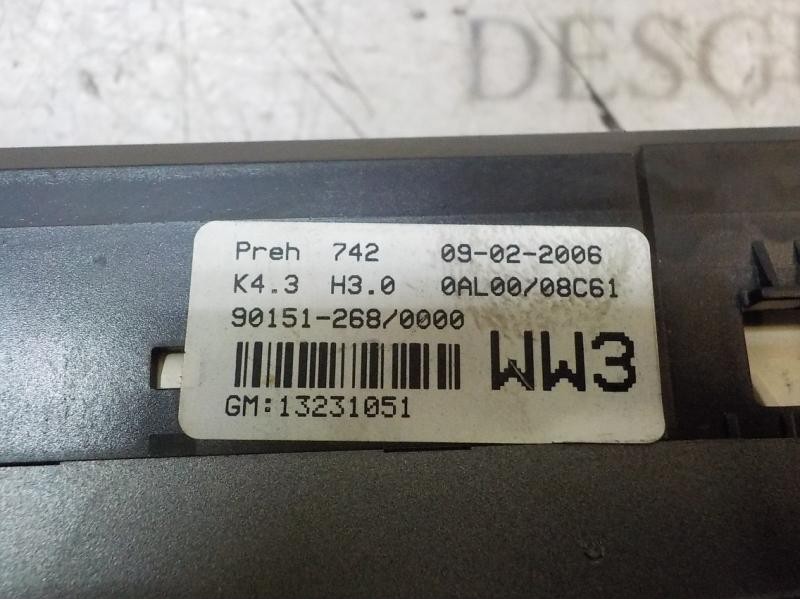 DESG
Preh 742 09-02-2006
K4.3 H3.0 0AL00/08C61
90151-268/0000
WW3
GM:13231051